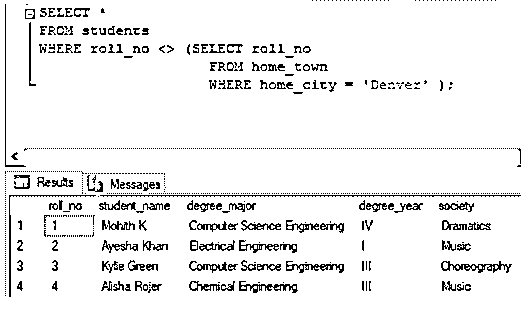 SELECT *
FROM students
WHERE roll_no <> (SELECT roll_no
FROM home_town
WHERE home_city = 'Denver' );
Results Messages
roll_no student_name degree_major degree_year society
1 1 Mohith K Computer Science Engineering IV Dramatics
2 2 Ayesha Khan Electrical Engineering I Music
3 3 Kylie Green Computer Science Engineering III Choreography
4 4 Alisha Rojer Chemical Engineering III Music